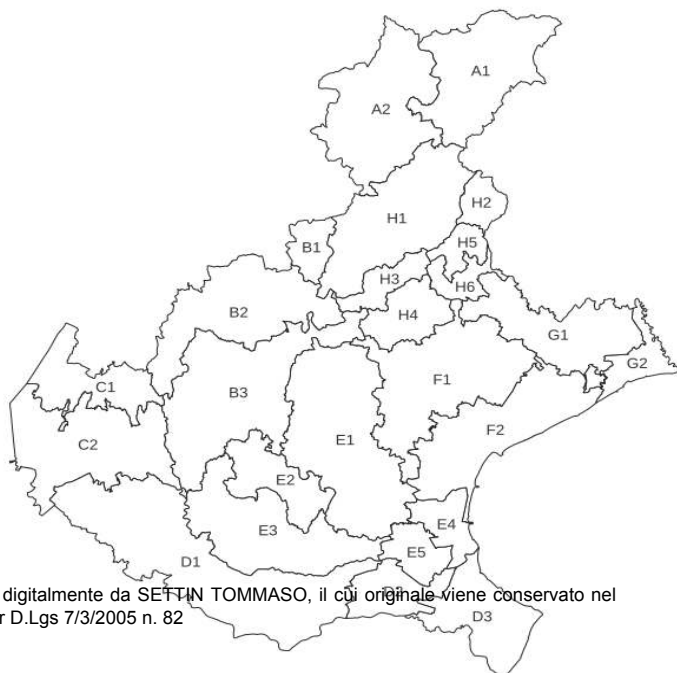 A1
A2
H2
H1
H5
B1
H3
H6
B2
H4
G1
G2
C1
B3
F1
F2
C2
E1
E2
E4
E3
E5
D1
D2
digitalmente da SETTIN TOMMASO, il cui originale viene conservato nel
r D.Lgs 7/3/2005 n. 82
D3